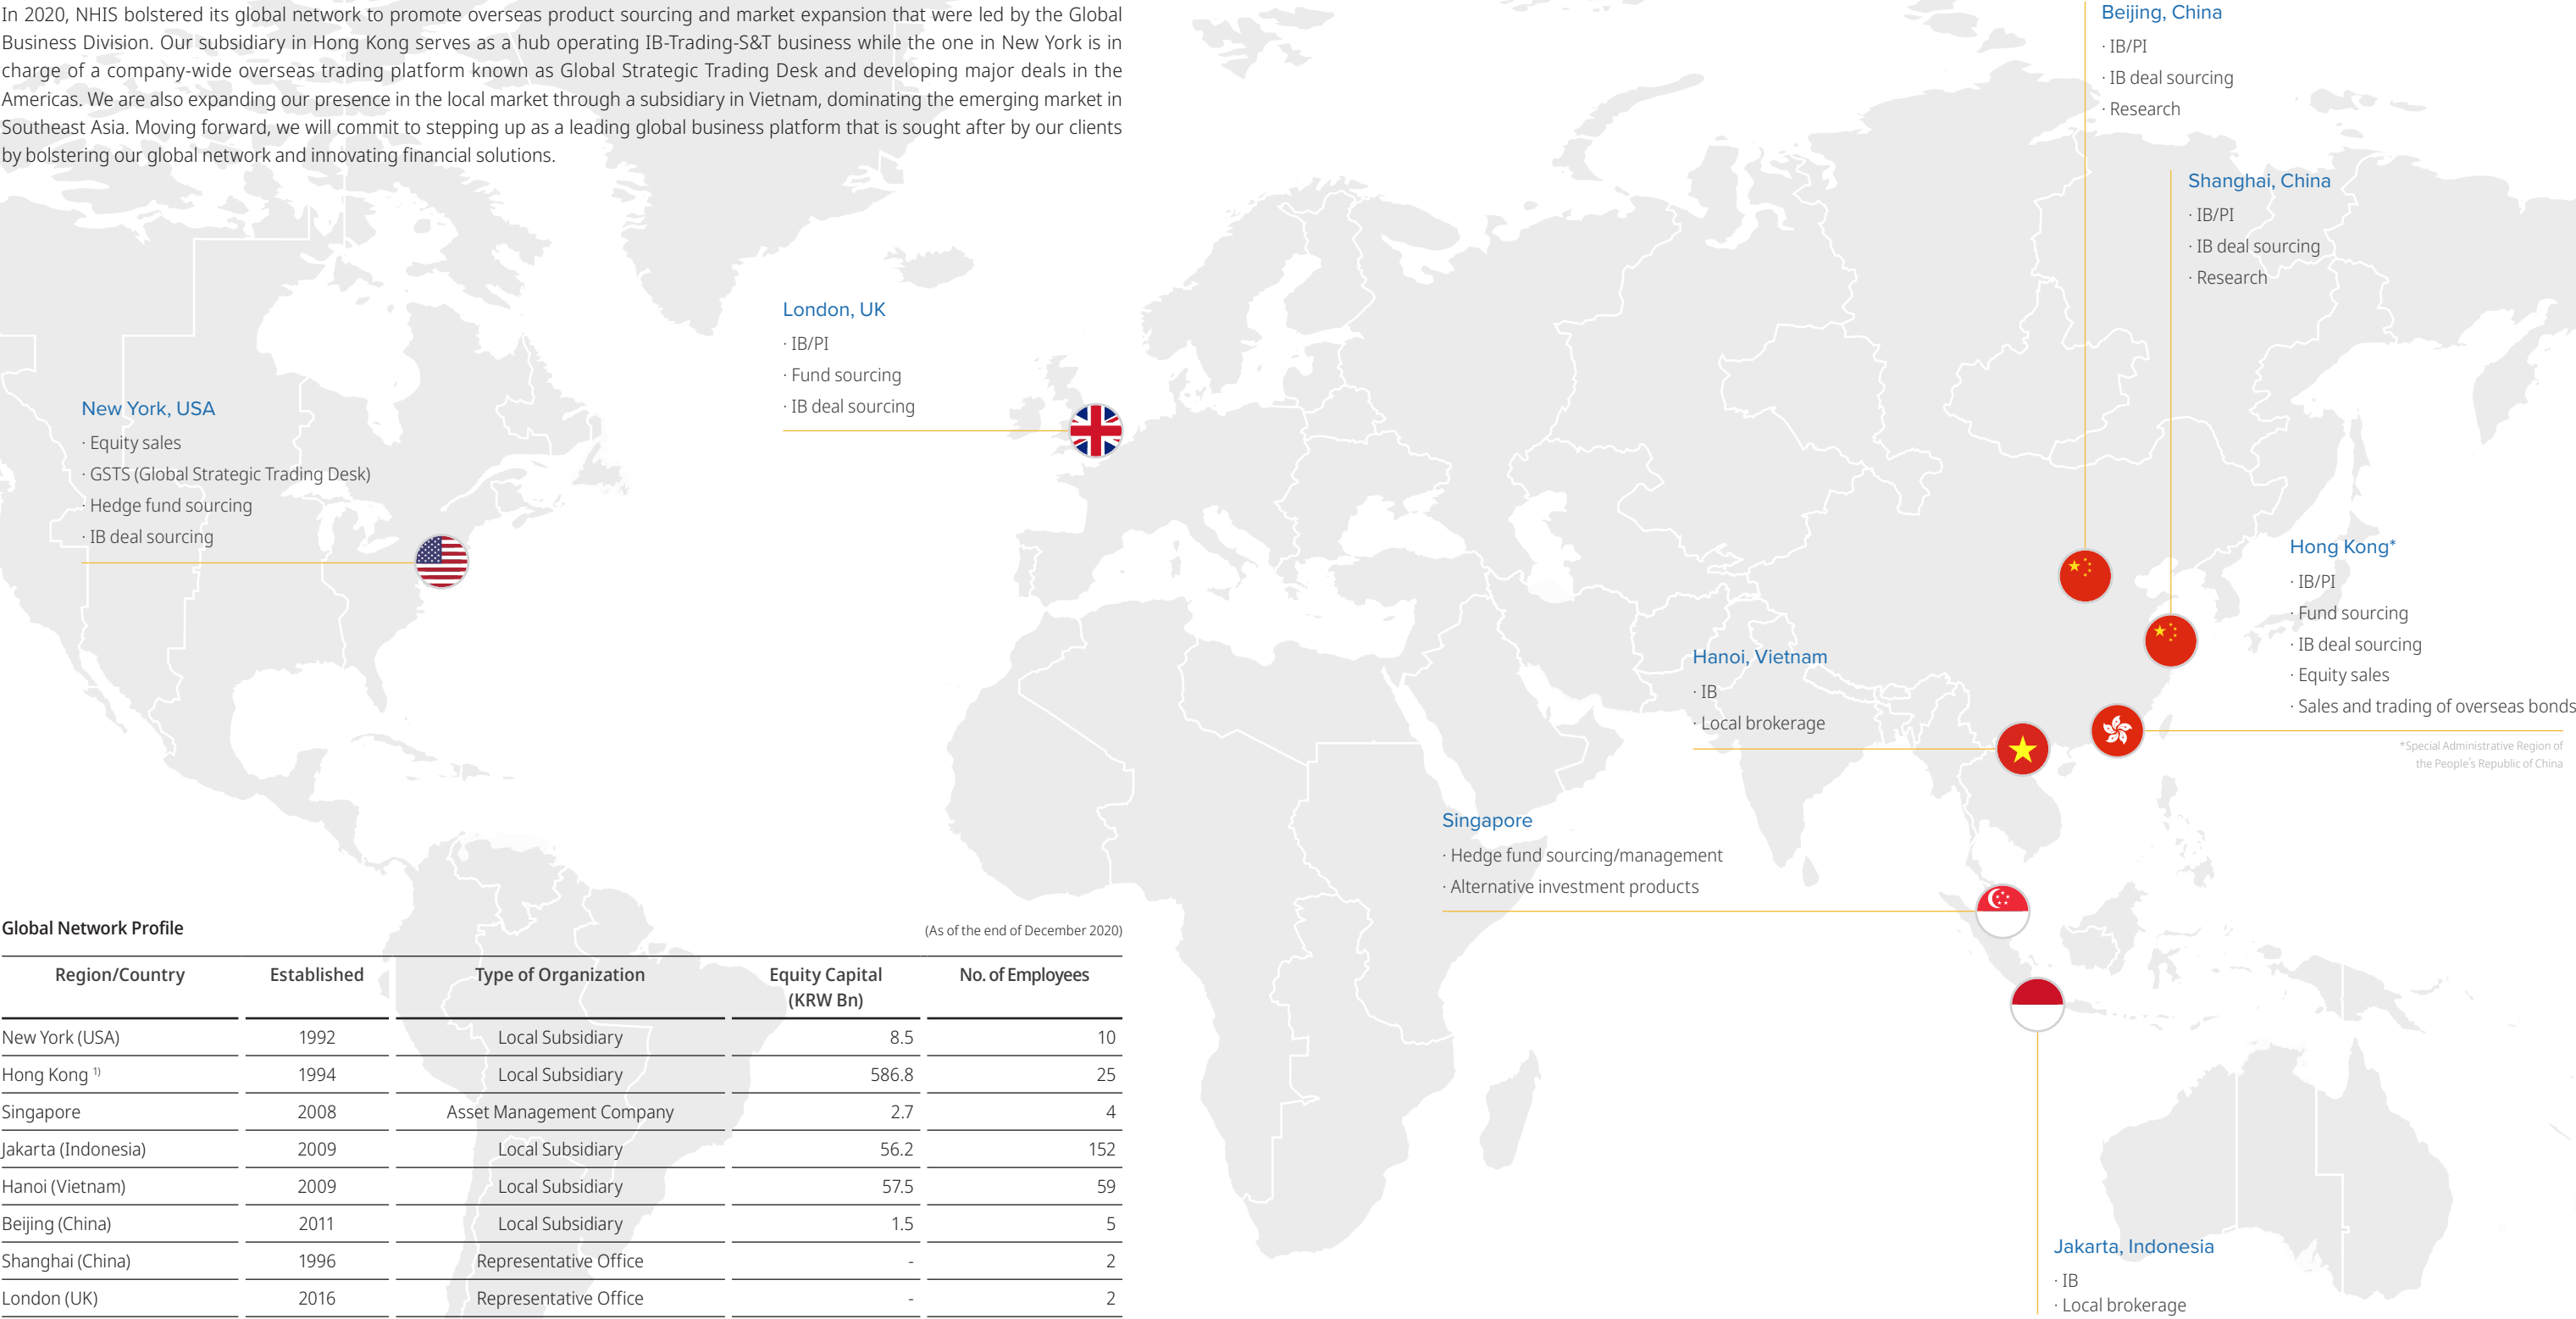 In 2020, NHIS bolstered its global network to promote overseas product sourcing and market expansion that were led by the Global
Business Division. Our subsidiary in Hong Kong serves as a hub operating IB-Trading-S&T business while the one in New York is in
charge of a company-wide overseas trading platform known as Global Strategic Trading Desk and developing major deals in the
Americas. We are also expanding our presence in the local market through a subsidiary in Vietnam, dominating the emerging market in
Southeast Asia. Moving forward, we will commit to stepping up as a leading global business platform that is sought after by our clients
by bolstering our global network and innovating financial solutions.
Beijing, China
· IB/PI
· IB deal sourcing
· Research
Shanghai, China
· IB/PI
· IB deal sourcing
· Research
London, UK
· IB/PI
· Fund sourcing
· IB deal sourcing
New York, USA
· Equity sales
· GSTS (Global Strategic Trading Desk)
· Hedge fund sourcing
· IB deal sourcing
Hong Kong*
· IB/PI
· Fund sourcing
· IB deal sourcing
· Equity sales
· Sales and trading of overseas bonds
*Special Administrative Region of
the People's Republic of China
Hanoi, Vietnam
· IB
· Local brokerage
Singapore
· Hedge fund sourcing/management
· Alternative investment products
Jakarta, Indonesia
· IB
· Local brokerage
Global Network Profile (As of the end of December 2020)
Region/Country Established Type of Organization Equity Capital (KRW Bn) No. of Employees
New York (USA) 1992 Local Subsidiary 8.5 10
Hong Kong 1) 1994 Local Subsidiary 586.8 25
Singapore 2008 Asset Management Company 2.7 4
Jakarta (Indonesia) 2009 Local Subsidiary 56.2 152
Hanoi (Vietnam) 2009 Local Subsidiary 57.5 59
Beijing (China) 2011 Local Subsidiary 1.5 5
Shanghai (China) 1996 Representative Office - 2
London (UK) 2016 Representative Office - 2